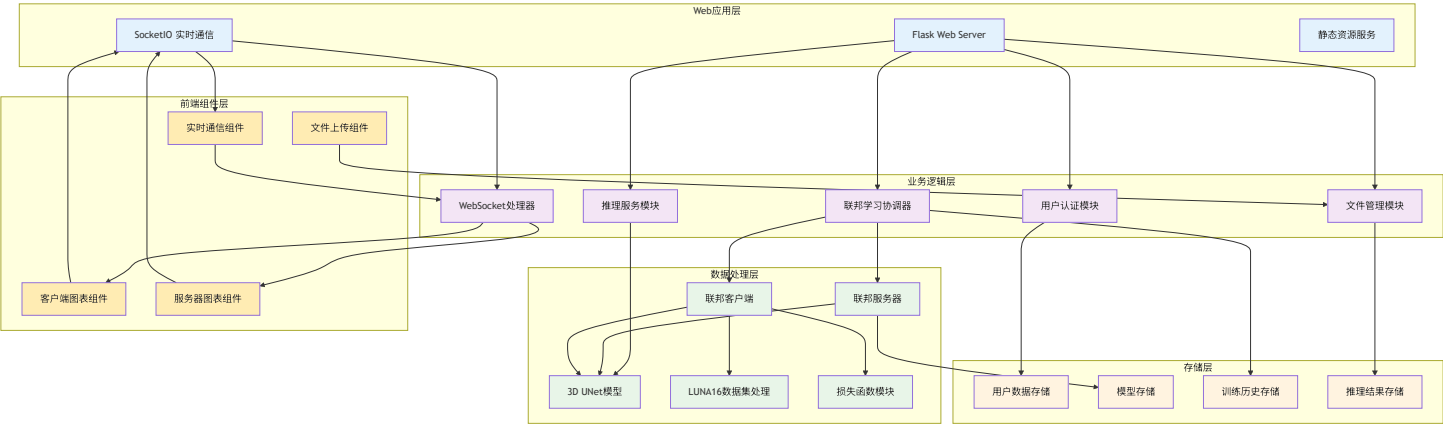 Web应用层
SocketIO 实时通信
Flask Web Server
静态资源服务
前端组件层
实时通信组件
文件上传组件
业务逻辑层
WebSocket处理器
推理服务模块
联邦学习协调器
用户认证模块
文件管理模块
数据处理层
客户端图表组件
服务器图表组件
联邦客户端
联邦服务器
存储层
3D UNet模型
LUNA16数据集处理
损失函数模块
用户数据存储
模型存储
训练历史存储
推理结果存储